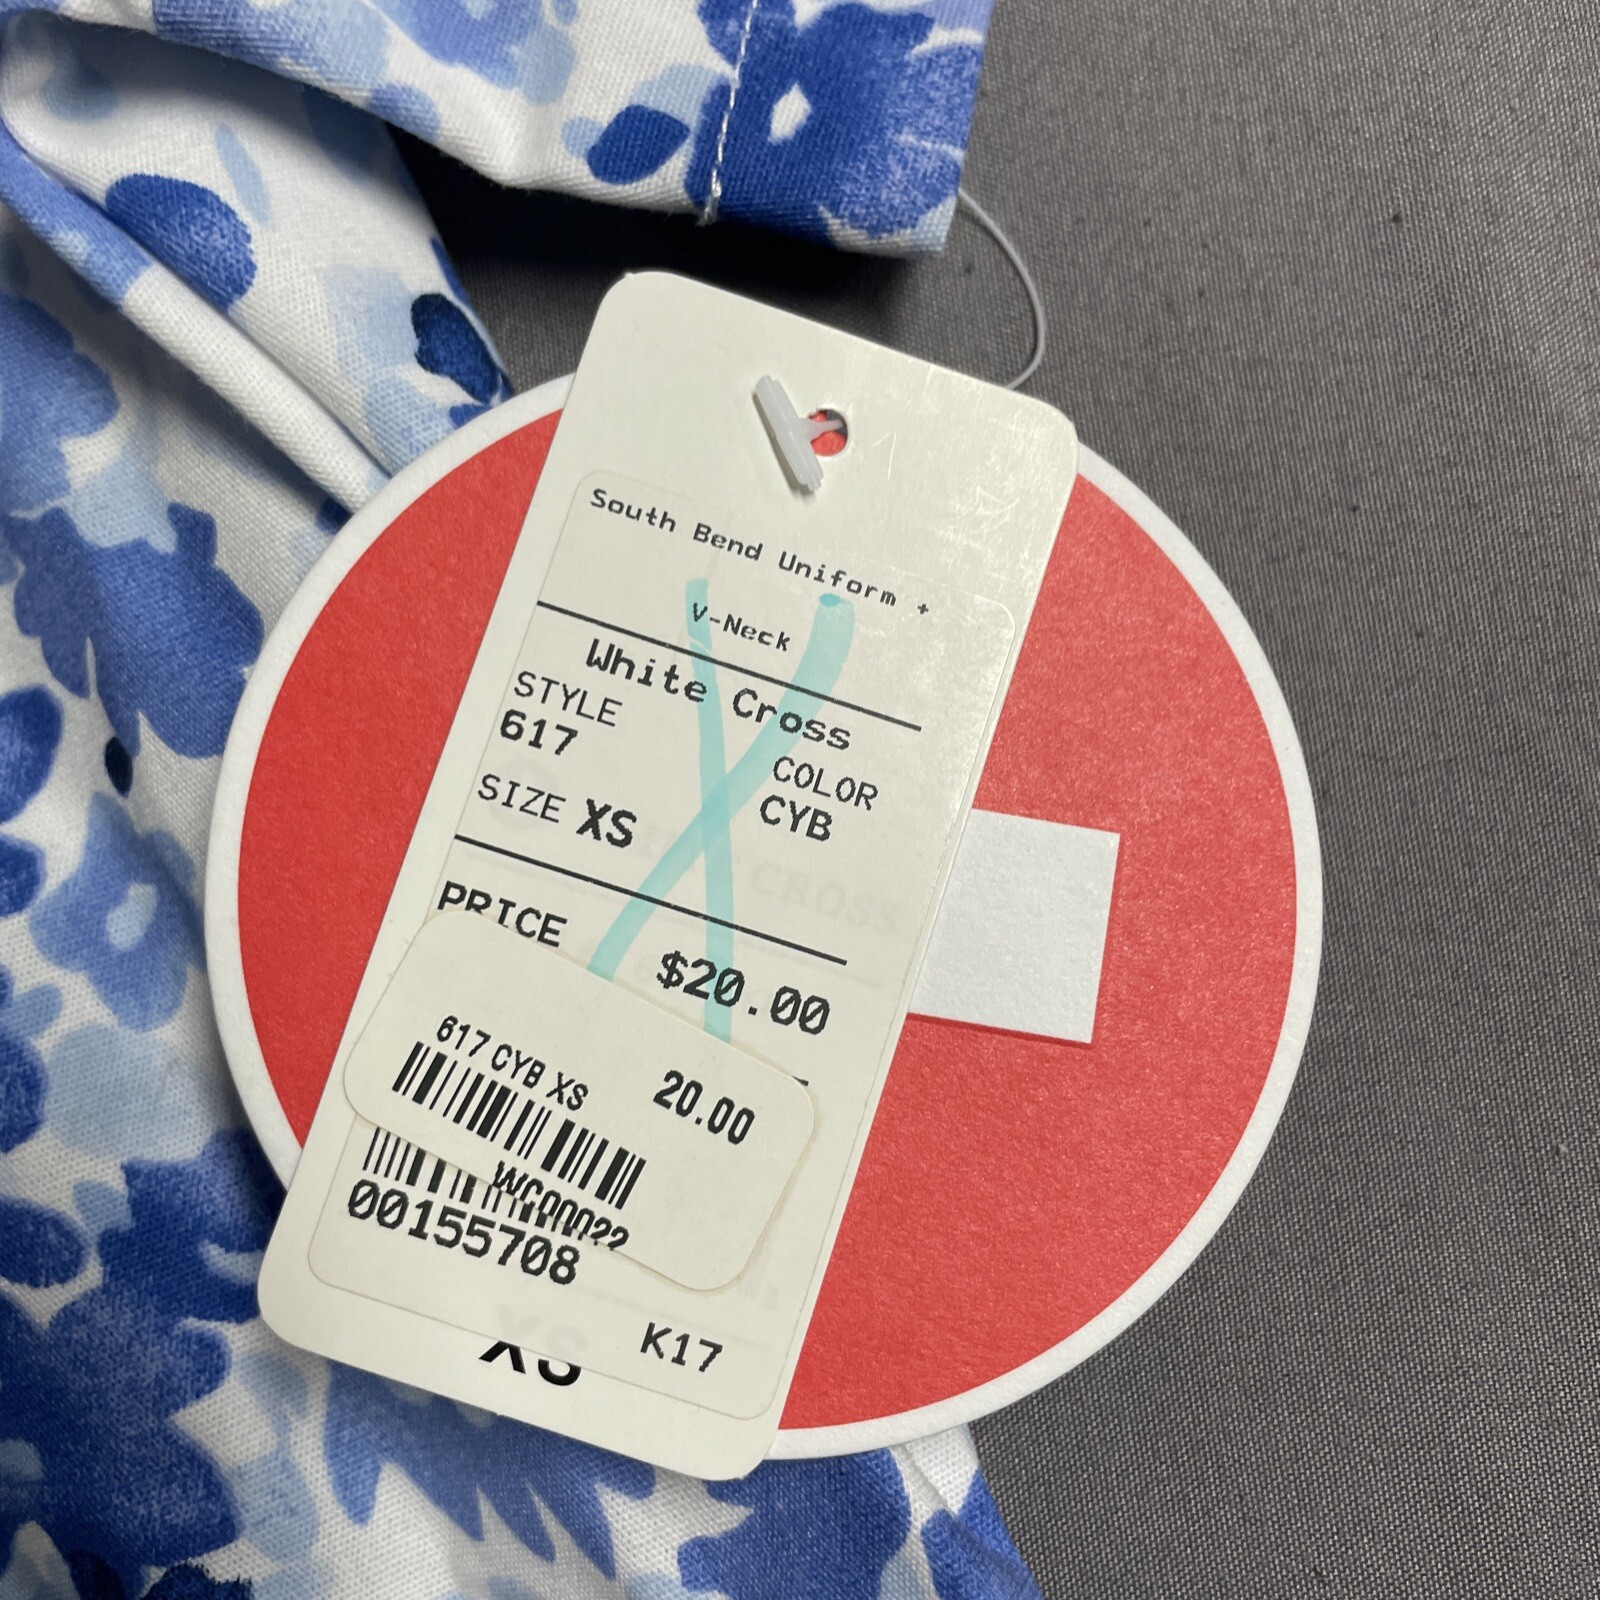 South Bend Uniform +
V-Neck
White Cross
STYLE
617
COLOR
CYB
SIZE XS
PRICE
$20.00
617 CYB XS
20.00
WC00022
00155708
K17
XS